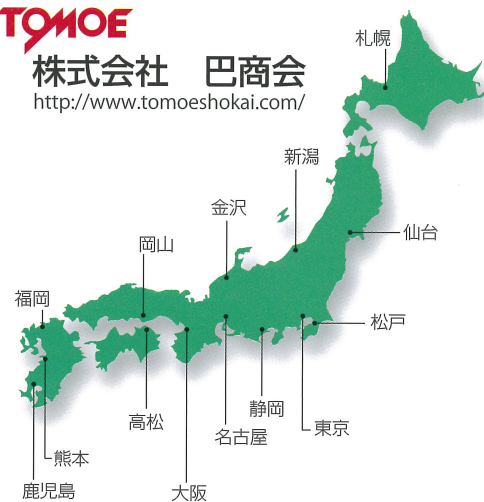 TOMOE
株式会社　巴商会
http://www.tomoeshokai.com/
札幌
新潟
金沢
仙台
岡山
福岡
松戸
静岡
高松
東京
名古屋
熊本
鹿児島
大阪